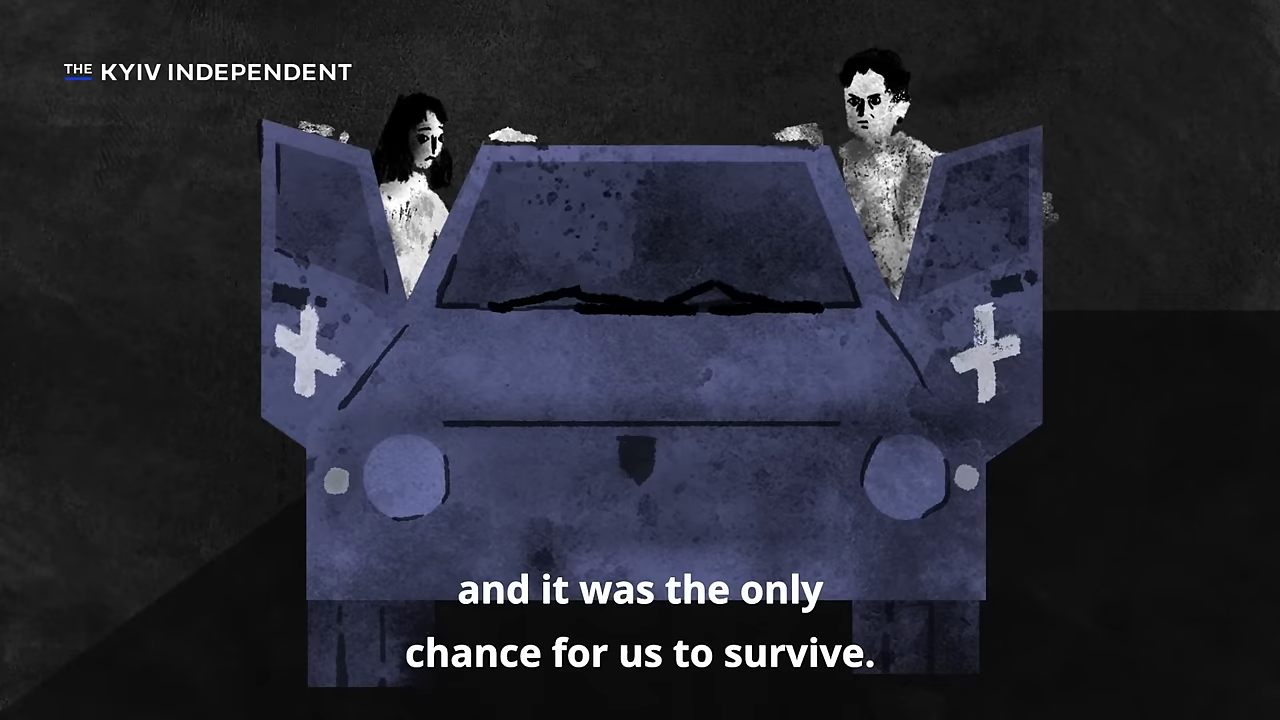 THE KYIV INDEPENDENT
and it was the only
chance for us to survive.